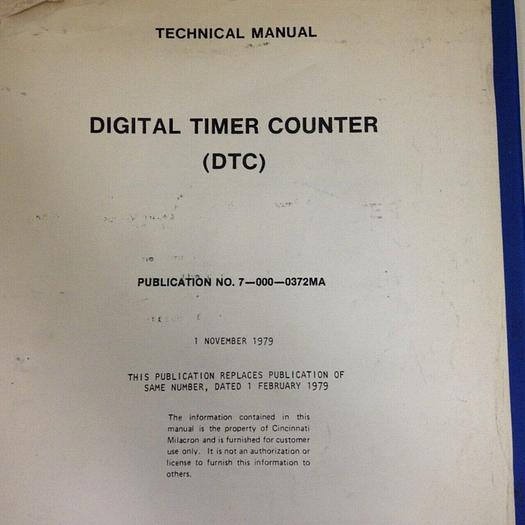 TECHNICAL MANUAL
DIGITAL TIMER COUNTER
(DTC)
PUBLICATION NO. 7—000—0372MA
1 NOVEMBER 1979
THIS PUBLICATION REPLACES PUBLICATION OF
SAME NUMBER, DATED 1 FEBRUARY 1979
The information contained in this
manual is the property of Cincinnati
Milacron and is furnished for customer
use only. It is not an authorization or
license to furnish this information to
others.